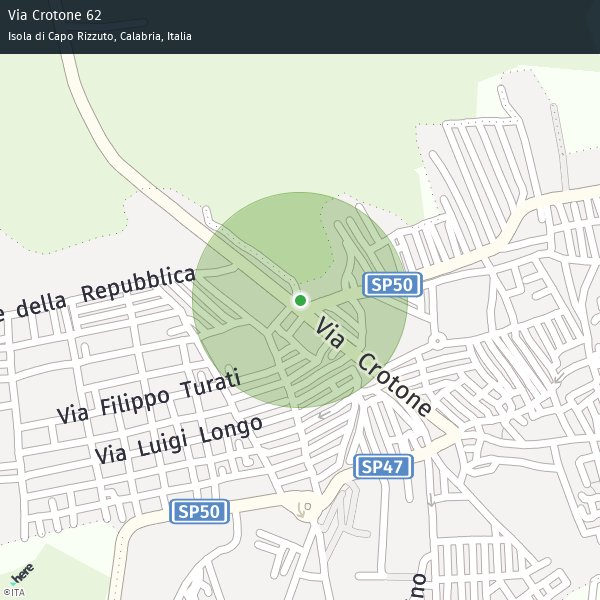 Via Crotone 62
Isola di Capo Rizzuto, Calabria, Italia
e della Repubblica
SP50
Via Crotone
Via Filippo Turati
Via Luigi Longo
SP47
SP50
no
here
©ITA